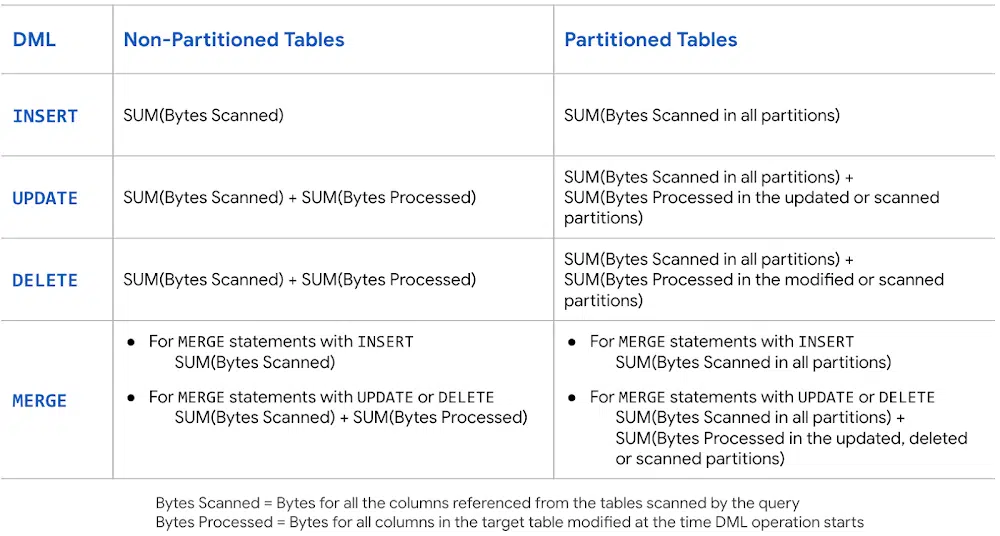 DML
Non-Partitioned Tables
Partitioned Tables
INSERT
SUM(Bytes Scanned)
SUM(Bytes Scanned in all partitions)
UPDATE
SUM(Bytes Scanned) + SUM(Bytes Processed)
SUM(Bytes Scanned in all partitions) +
SUM(Bytes Processed in the updated or scanned
partitions)
DELETE
SUM(Bytes Scanned) + SUM(Bytes Processed)
SUM(Bytes Scanned in all partitions) +
SUM(Bytes Processed in the modified or scanned
partitions)
MERGE
● For MERGE statements with INSERT
SUM(Bytes Scanned)
● For MERGE statements with UPDATE or DELETE
SUM(Bytes Scanned) + SUM(Bytes Processed)
● For MERGE statements with INSERT
SUM(Bytes Scanned in all partitions)
● For MERGE statements with UPDATE or DELETE
SUM(Bytes Scanned in all partitions) +
SUM(Bytes Processed in the updated, deleted
or scanned partitions)
Bytes Scanned = Bytes for all the columns referenced from the tables scanned by the query
Bytes Processed = Bytes for all columns in the target table modified at the time DML operation starts